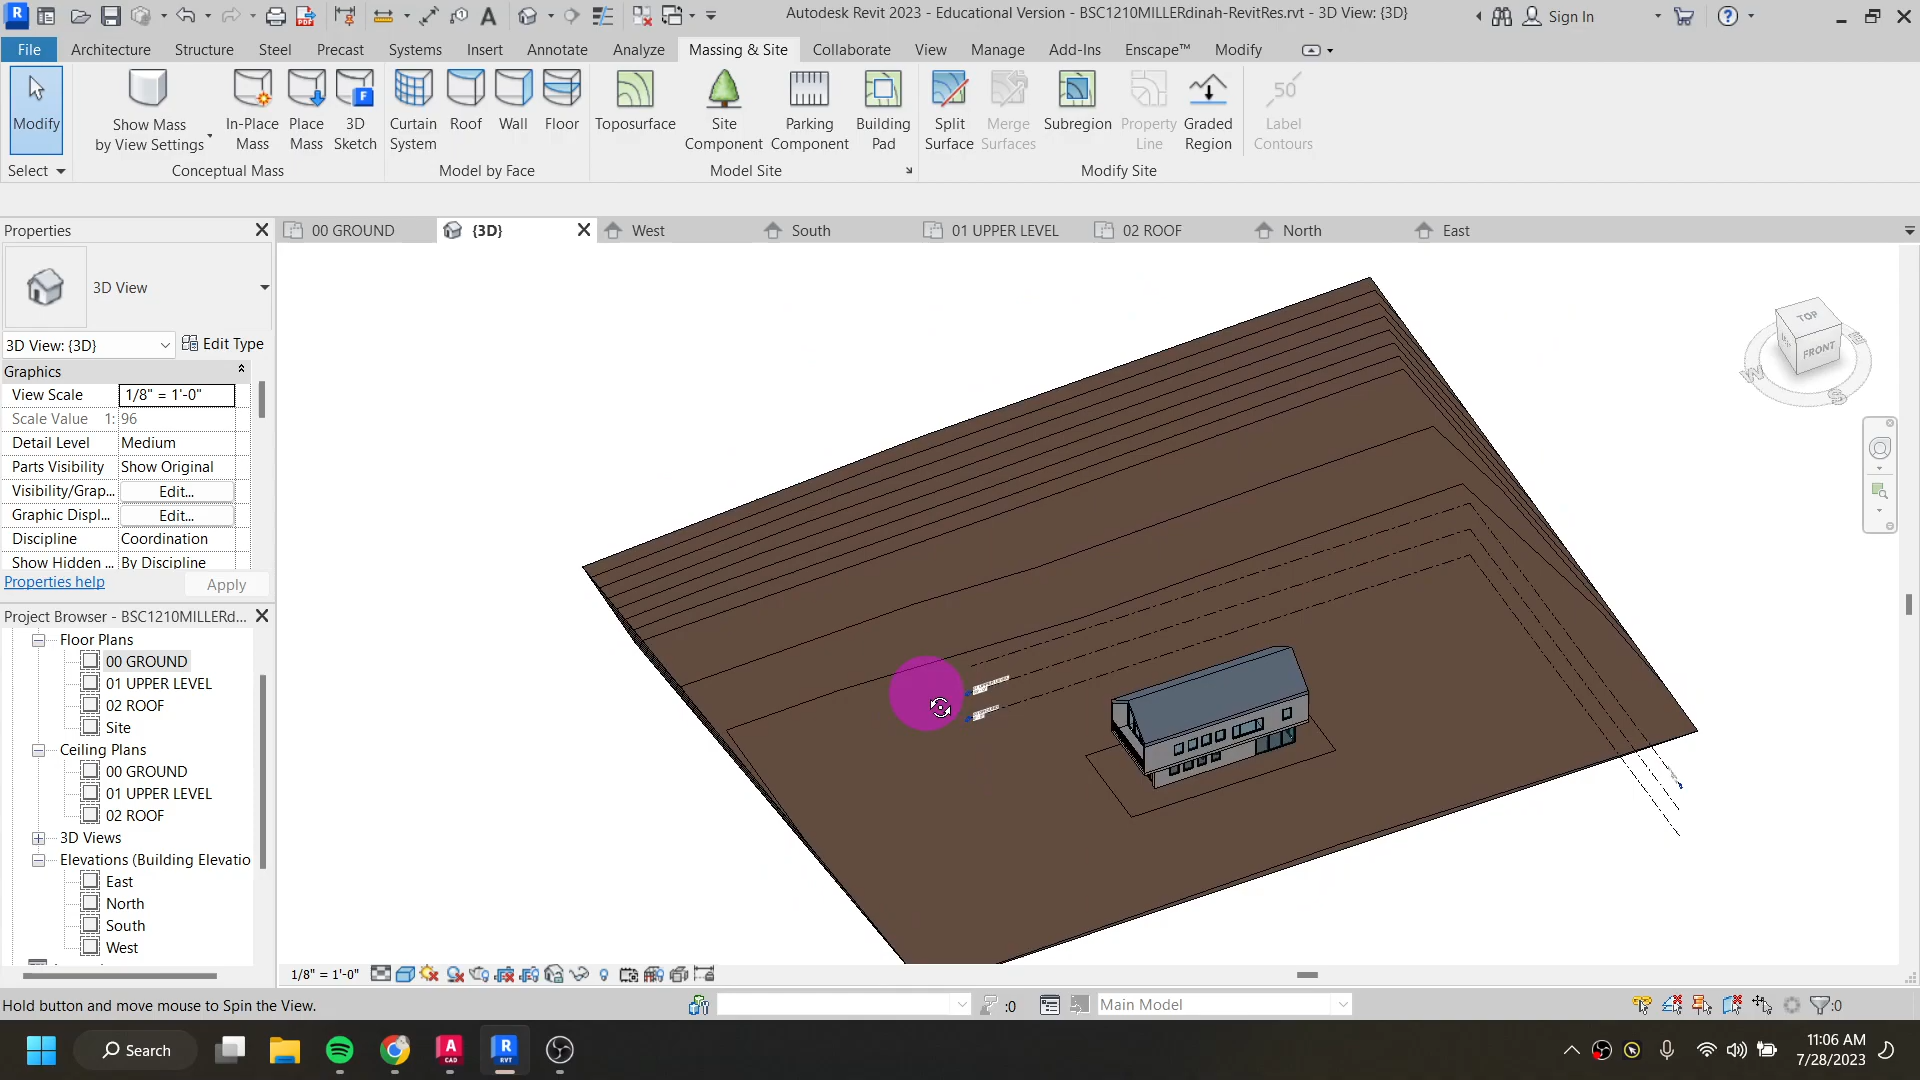 Autodesk Revit 2023 - Educational Version - BSC1210MILLERdinah-RevitRes.rvt - 3D View: {3D}
Sign In
File Architecture Structure Steel Precast Systems Insert Annotate Analyze Massing & Site Collaborate View Manage Add-Ins Enscape™ Modify
Modify
Show Mass by View Settings
In-Place Mass
Place Mass
3D Sketch
Curtain System
Roof
Wall
Floor
Toposurface
Site Component
Parking Component
Building Pad
Split Surface
Merge Surfaces
Subregion
Property Line
Graded Region
50
Label Contours
Select Conceptual Mass Model by Face Model Site Modify Site
Properties
00 GROUND {3D} West South 01 UPPER LEVEL 02 ROOF North East
3D View
3D View: {3D} Edit Type
Graphics
View Scale 1/8" = 1'-0"
Scale Value 1: 96
Detail Level Medium
Parts Visibility Show Original
Visibility/Grap... Edit...
Graphic Displ... Edit...
Discipline Coordination
Show Hidden ... By Discipline
Properties help Apply
Project Browser - BSC1210MILLERd...
Floor Plans
00 GROUND
01 UPPER LEVEL
02 ROOF
Site
Ceiling Plans
00 GROUND
01 UPPER LEVEL
02 ROOF
3D Views
Elevations (Building Elevatio
East
North
South
West
TOP
FRONT
W
S
E
1/8" = 1'-0"
Hold button and move mouse to Spin the View.
:0
Main Model
:0
Search
11:06 AM
7/28/2023